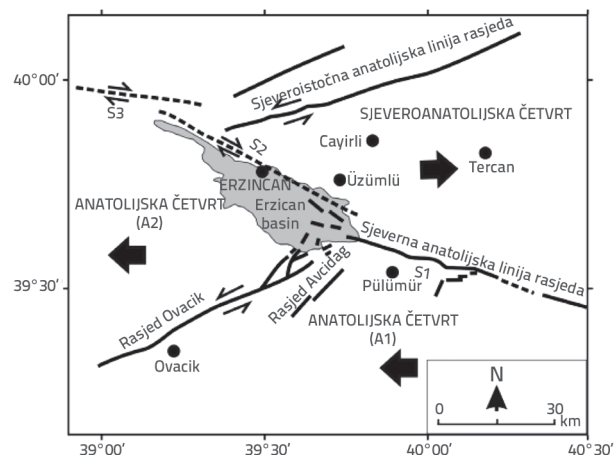 40°00′
39°30′
Sjeveroistočna anatolijska linija rasjeda
SJEVEROANATOLIJSKA ČETVRT
S3
S2
Cayirli
Tercan
Üzümlü
ERZINCAN
Erzican
basin
ANATOLIJSKA ČETVRT
(A2)
Sjeverna anatolijska linija rasjeda
S1
Pülümür
Rasjed Avcidag
Rasjed Ovacik
Ovacik
ANATOLIJSKA ČETVRT
(A1)
N
0 30
km
39°00′ 39°30′ 40°00′ 40°30′